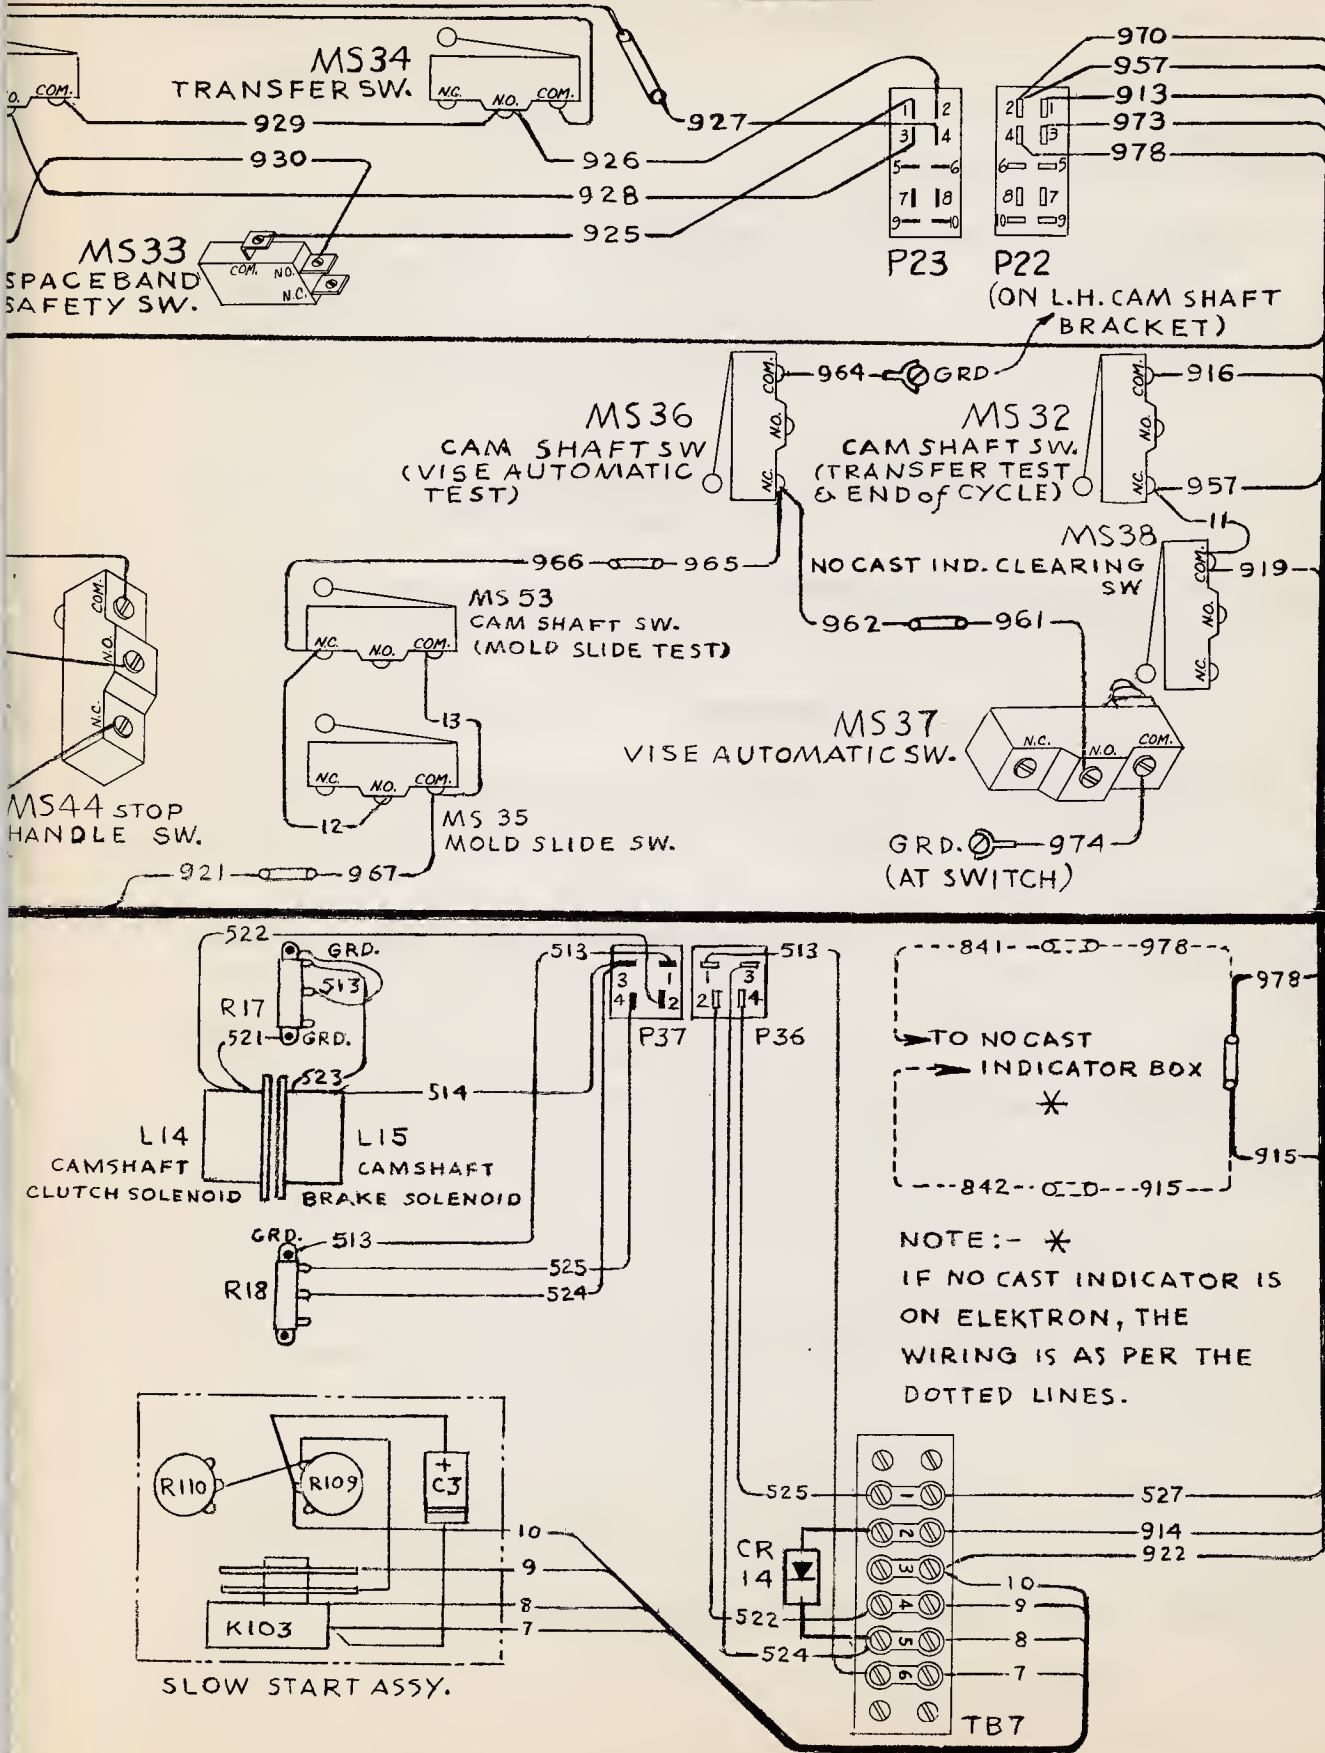 970
957
913
973
978
MS34
TRANSFER SW.
N.C.
N.O.
COM.
O.
COM.
929
927
926
930
928
925
1 2
3 4
5 6
7 8
9 10
P23
2 1
4 3
6 5
8 7
10 9
P22
(ON L.H. CAM SHAFT
BRACKET)
MS33
SPACEBAND
SAFETY SW.
COM.
N.O.
N.C.
MS36
CAM SHAFT SW
(VISE AUTOMATIC
TEST)
COM.
N.O.
N.C.
964
GRD
MS32
CAM SHAFT SW.
(TRANSFER TEST
& END of CYCLE)
COM.
N.O.
N.C.
916
957
11
MS38
NO CAST IND. CLEARING
SW
COM.
N.O.
N.C.
919
966
965
962
961
MS 53
CAM SHAFT SW.
(MOLD SLIDE TEST)
N.C.
N.O.
COM.
13
MS 35
MOLD SLIDE SW.
N.C.
N.O.
COM.
12
921
967
COM.
N.O.
N.C.
MS44 STOP
HANDLE SW.
MS37
VISE AUTOMATIC SW.
N.C.
N.O.
COM.
GRD.
974
(AT SWITCH)
522
GRD.
513
R17
521
GRD.
523
514
L14
CAMSHAFT
CLUTCH SOLENOID
L15
CAMSHAFT
BRAKE SOLENOID
513
3 1
4 2
P37
1 3
2 4
P36
513
GRD.
513
R18
525
524
841
978
978
TO NO CAST
INDICATOR BOX
*
915
842
915
NOTE:- *
IF NO CAST INDICATOR IS
ON ELEKTRON, THE
WIRING IS AS PER THE
DOTTED LINES.
R110
R109
+
C3
K103
10
9
8
7
SLOW START ASSY.
525
CR
14
522
524
1
2
3
4
5
6
527
914
922
10
9
8
7
TB7